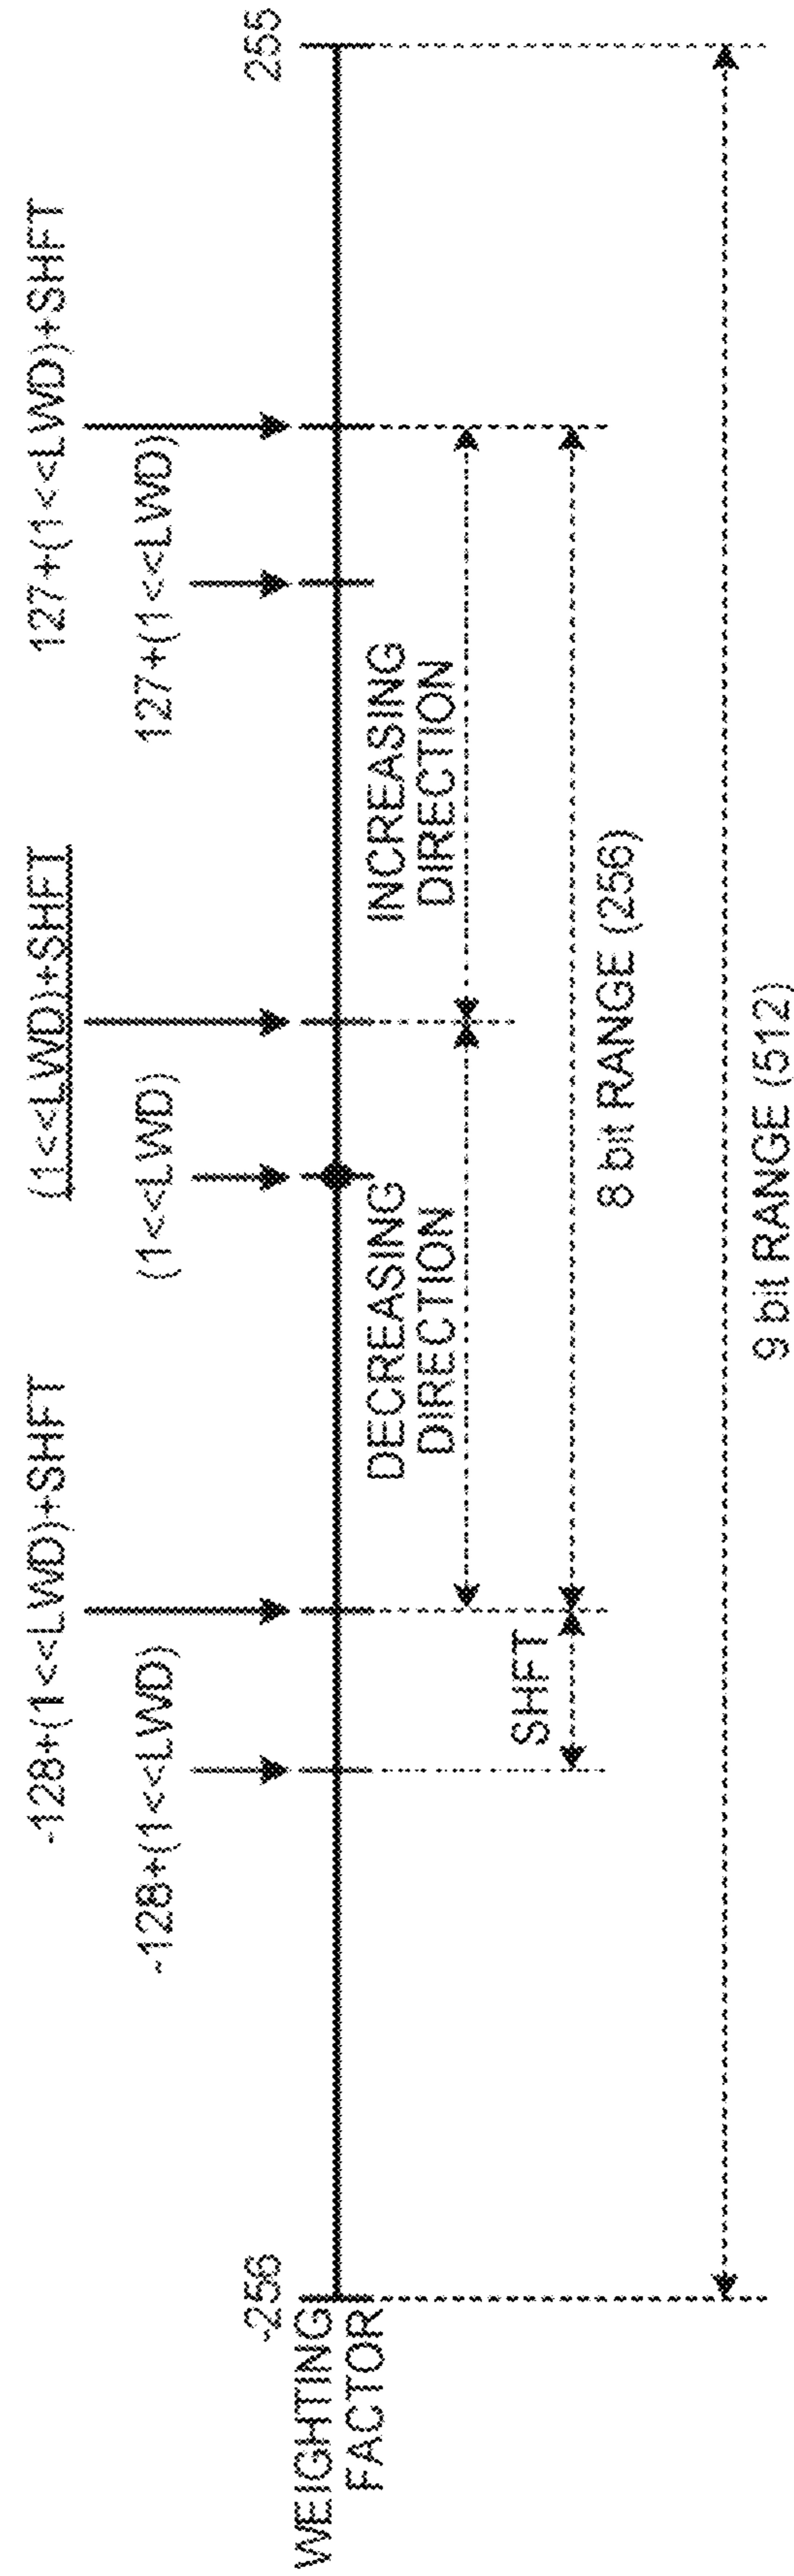 -128+(1<<LWD)+SHFT
(1<<LWD)+SHFT
127+(1<<LWD)+SHFT
-128+(1<<LWD)
(1<<LWD)
127+(1<<LWD)
-256
255
WEIGHTING
FACTOR
DECREASING
DIRECTION
INCREASING
DIRECTION
SHFT
8 bit RANGE (256)
9 bit RANGE (512)